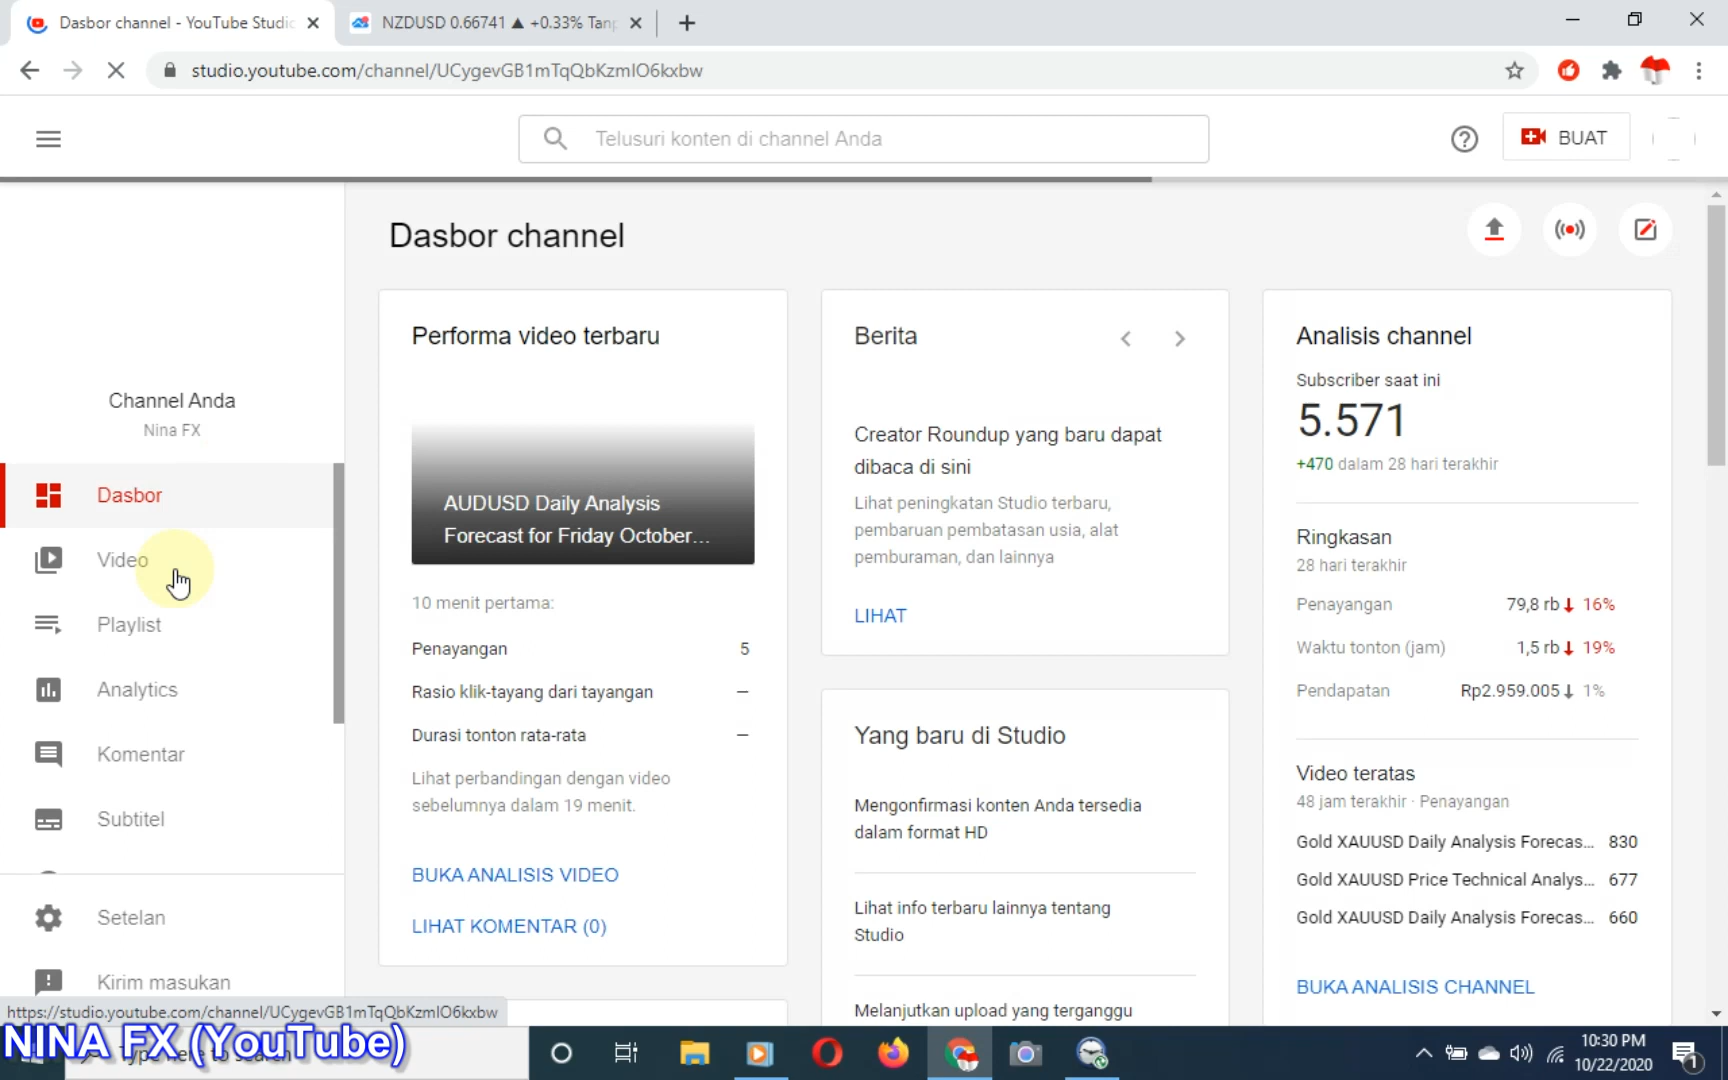 Dasbor channel - YouTube Studio
NZDUSD 0.66741 ▲ +0.33% Tanp
studio.youtube.com/channel/UCygevGB1mTqQbKzmIO6kxbw
Telusuri konten di channel Anda
BUAT
Channel Anda
Nina FX
Dasbor
Video
Playlist
Analytics
Komentar
Subtitel
Setelan
Kirim masukan
Dasbor channel
Performa video terbaru
AUDUSD Daily Analysis
Forecast for Friday October...
10 menit pertama:
Penayangan 5
Rasio klik-tayang dari tayangan —
Durasi tonton rata-rata —
Lihat perbandingan dengan video
sebelumnya dalam 19 menit.
BUKA ANALISIS VIDEO
LIHAT KOMENTAR (0)
Berita
Creator Roundup yang baru dapat
dibaca di sini
Lihat peningkatan Studio terbaru,
pembaruan pembatasan usia, alat
pemburaman, dan lainnya
LIHAT
Yang baru di Studio
Mengonfirmasi konten Anda tersedia
dalam format HD
Lihat info terbaru lainnya tentang
Studio
Melanjutkan upload yang terganggu
Analisis channel
Subscriber saat ini
5.571
+470 dalam 28 hari terakhir
Ringkasan
28 hari terakhir
Penayangan 79,8 rb 16%
Waktu tonton (jam) 1,5 rb 19%
Pendapatan Rp2.959.005 1%
Video teratas
48 jam terakhir · Penayangan
Gold XAUUSD Daily Analysis Forecas... 830
Gold XAUUSD Price Technical Analys... 677
Gold XAUUSD Daily Analysis Forecas... 660
BUKA ANALISIS CHANNEL
https://studio.youtube.com/channel/UCygevGB1mTqQbKzmIO6kxbw
NINA FX (YouTube)
Type here to search
10:30 PM
10/22/2020
1